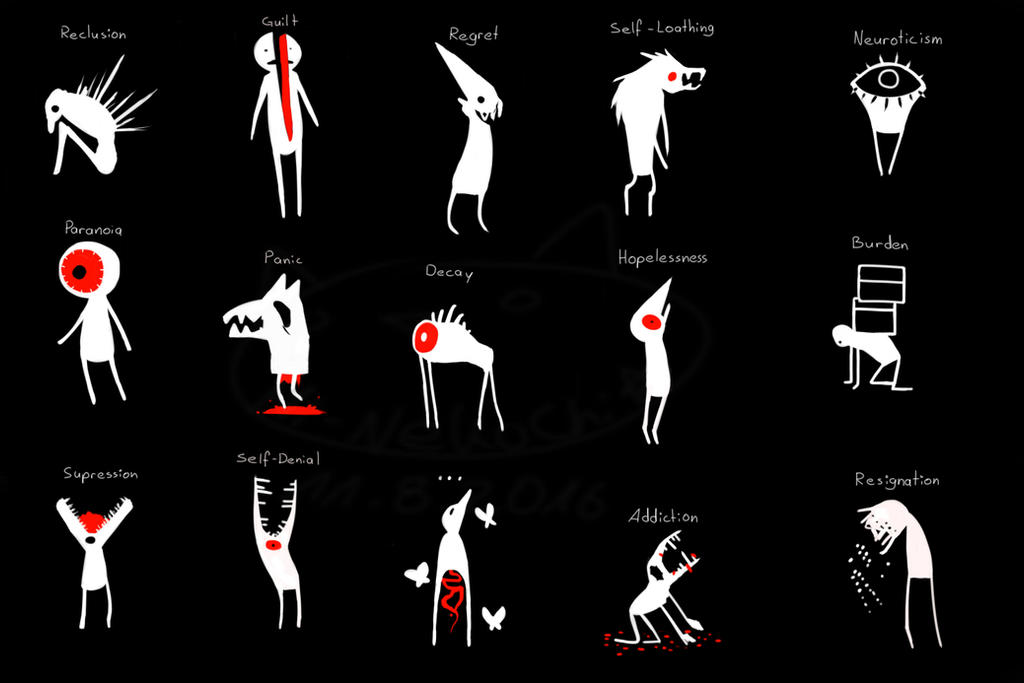 Reclusion
Guilt
Regret
Self-Loathing
Neuroticism
Paranoia
Panic
Decay
Hopelessness
Burden
Supression
Self-Denial
...
Addiction
Resignation
NekoChi
11.8.2016